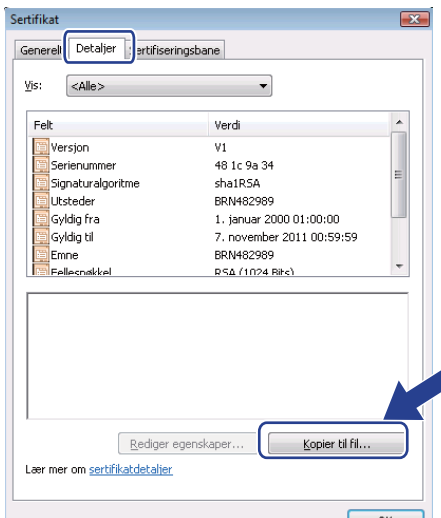 Sertifikat
Generelt Detaljer Sertifiseringsbane
Vis: <Alle>
Felt Verdi
Versjon V1
Serienummer 48 1c 9a 34
Signaturalgoritme sha1RSA
Utsteder BRN482989
Gyldig fra 1. januar 2000 01:00:00
Gyldig til 7. november 2011 00:59:59
Emne BRN482989
Fellesnøkkel RSA (1024 Bits)
Rediger egenskaper... Kopier til fil...
Lær mer om sertifikatdetaljer